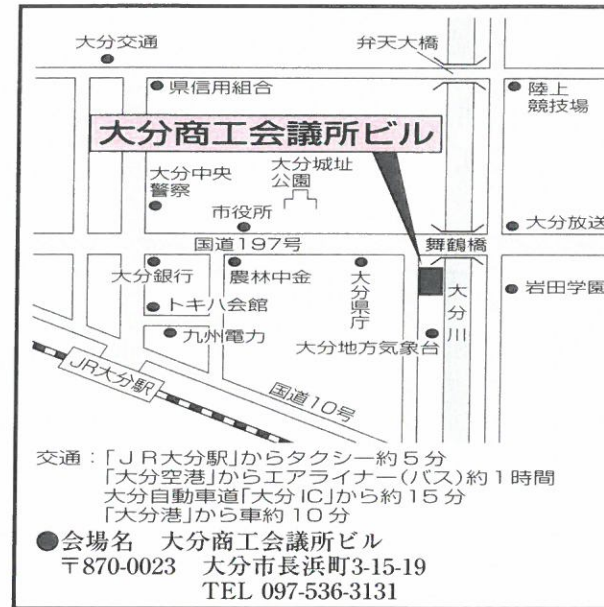 大分交通
弁天大橋
県信用組合
陸上
競技場
大分商工会議所ビル
大分中央
警察
大分城址
公園
市役所
大分放送
国道197号
舞鶴橋
大分銀行
農林中金
大分県庁
大分川
岩田学園
トキハ会館
九州電力
大分地方気象台
JR大分駅
国道10号
交通:「JR大分駅」からタクシー約5分
「大分空港」からエアライナー(バス)約1時間
大分自動車道「大分IC」から約15分
「大分港」から車約10分
●会場名 大分商工会議所ビル
〒870-0023 大分市長浜町3-15-19
TEL 097-536-3131